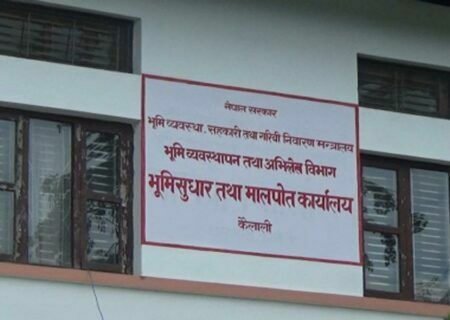 नेपाल सरकार
भूमि व्यवस्था, सहकारी तथा गरिवी निवारण मन्त्रालय
भूमि व्यवस्थापन तथा अभिलेख विभाग
भूमिसुधार तथा मालपोत कार्यालय
कैलाली